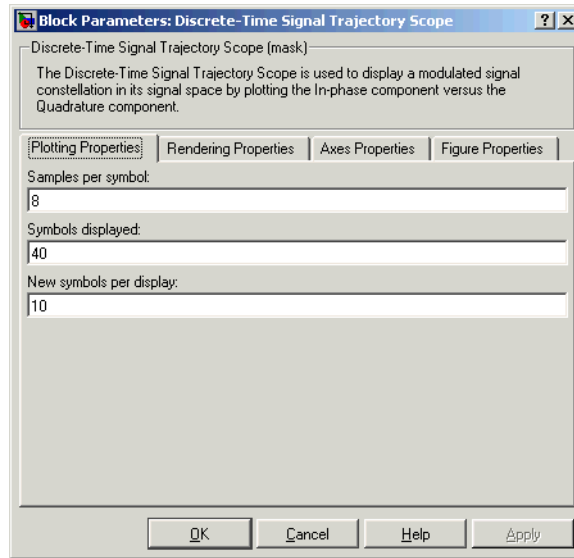 Block Parameters: Discrete-Time Signal Trajectory Scope
Discrete-Time Signal Trajectory Scope (mask)
The Discrete-Time Signal Trajectory Scope is used to display a modulated signal
constellation in its signal space by plotting the In-phase component versus the
Quadrature component.
Plotting Properties Rendering Properties Axes Properties Figure Properties
Samples per symbol:
8
Symbols displayed:
40
New symbols per display:
10
OK Cancel Help Apply